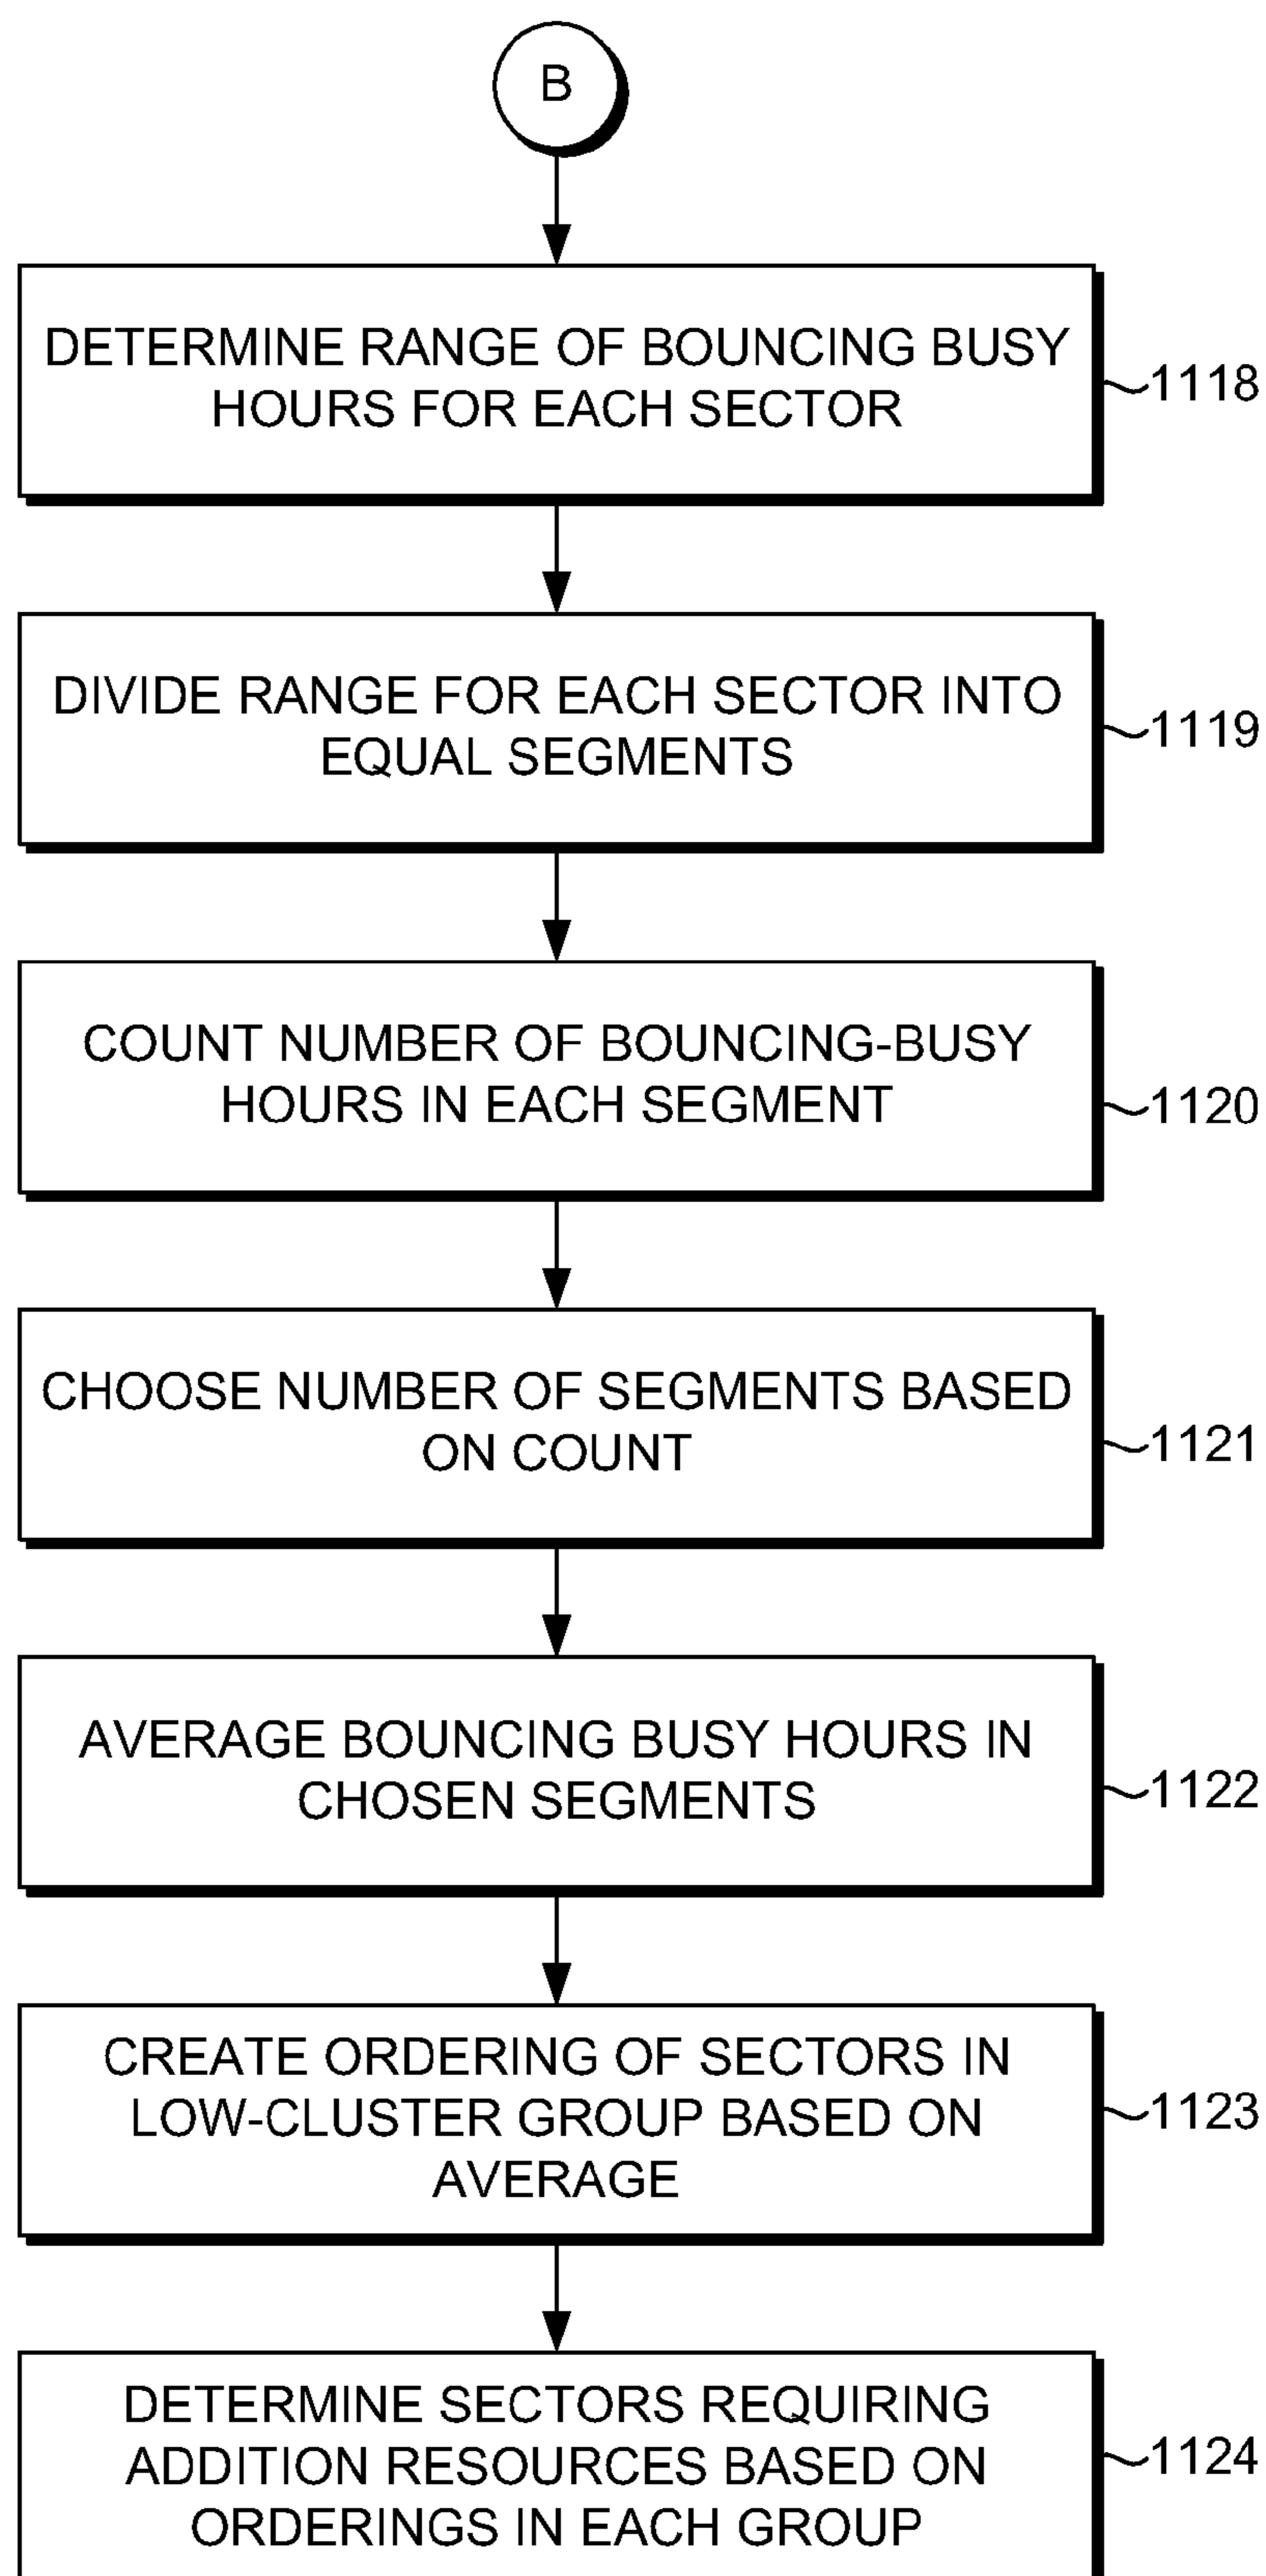 B
DETERMINE RANGE OF BOUNCING BUSY
HOURS FOR EACH SECTOR
1118
DIVIDE RANGE FOR EACH SECTOR INTO
EQUAL SEGMENTS
1119
COUNT NUMBER OF BOUNCING-BUSY
HOURS IN EACH SEGMENT
1120
CHOOSE NUMBER OF SEGMENTS BASED
ON COUNT
1121
AVERAGE BOUNCING BUSY HOURS IN
CHOSEN SEGMENTS
1122
CREATE ORDERING OF SECTORS IN
LOW-CLUSTER GROUP BASED ON
AVERAGE
1123
DETERMINE SECTORS REQUIRING
ADDITION RESOURCES BASED ON
ORDERINGS IN EACH GROUP
1124